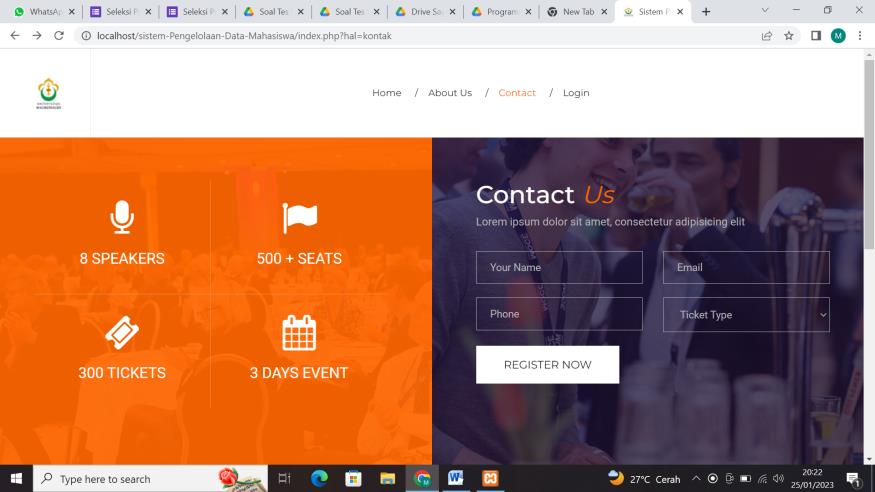 WhatsAp
Seleksi P
Seleksi P
Soal Tes
Soal Tes
Drive Sa
Program
New Tab
Sistem P
localhost/sistem-Pengelolaan-Data-Mahasiswa/index.php?hal=kontak
M
Home / About Us / Contact / Login
8 SPEAKERS
500 + SEATS
300 TICKETS
3 DAYS EVENT
Contact Us
Lorem ipsum dolor sit amet, consectetur adipisicing elit
Your Name
Email
Phone
Ticket Type
REGISTER NOW
Type here to search
27°C Cerah
20:22
25/01/2023